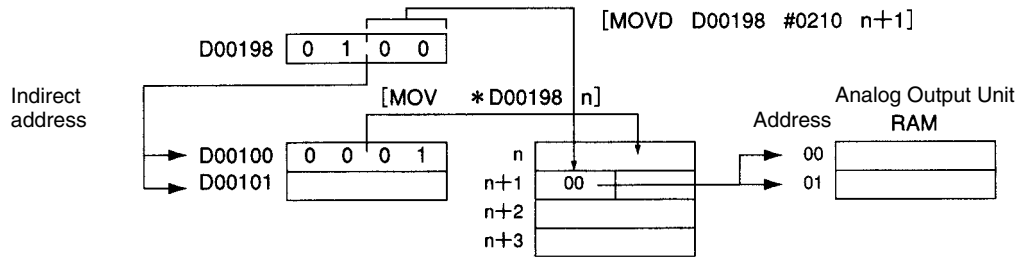 [MOVD D00198 #0210 n+1]
D00198 0 1 0 0
Indirect address
[MOV *D00198 n]
Analog Output Unit
Address RAM
D00100 0 0 0 1
D00101
n
n+1 00
n+2
n+3
00
01